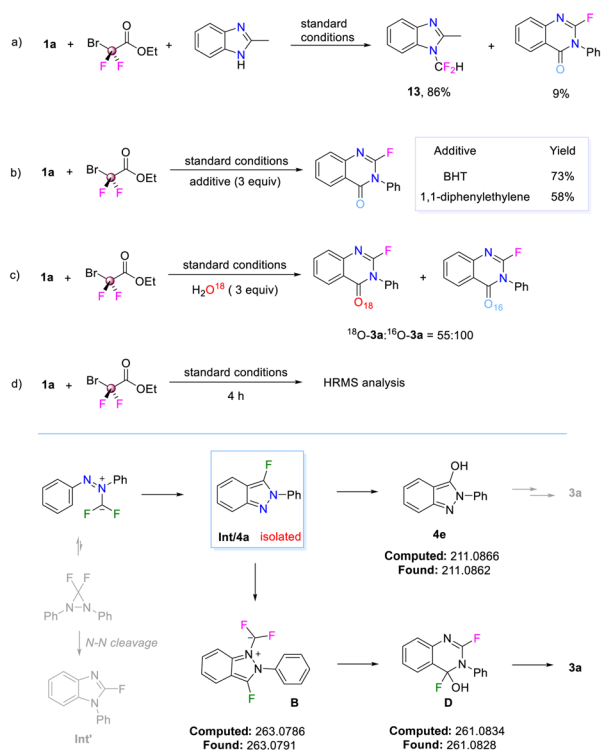 a) 1a + Br F F O OEt + N N H standard conditions N N CF₂H + N F N Ph O
13, 86% 9%
b) 1a + Br F F O OEt standard conditions additive (3 equiv) N F N Ph O
Additive Yield
BHT 73%
1,1-diphenylethylene 58%
c) 1a + Br F F O OEt standard conditions H₂O¹⁸ ( 3 equiv) N F N Ph O₁₈ + N F N Ph O₁₆
¹⁸O-3a:¹⁶O-3a = 55:100
d) 1a + Br F F O OEt standard conditions 4 h HRMS analysis
N N + Ph F F −
F N Ph N
Int/4a isolated
OH N Ph N
4e
3a
Computed: 211.0866
Found: 211.0862
F F Ph N N Ph
N-N cleavage
N F N Ph
Int'
F F N + N F
B
N F N Ph F OH
D
3a
Computed: 263.0786
Found: 263.0791
Computed: 261.0834
Found: 261.0828